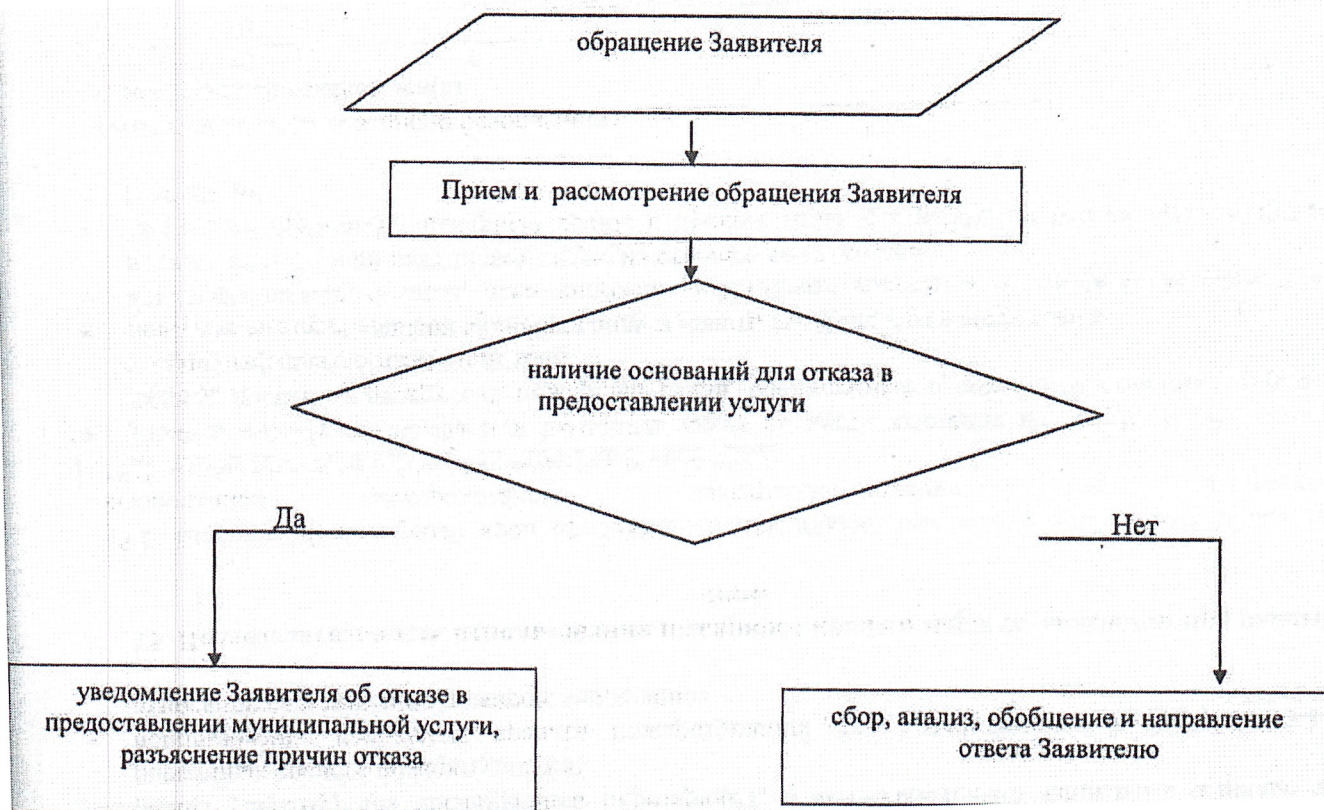 обращение Заявителя
Прием и рассмотрение обращения Заявителя
наличие оснований для отказа в
предоставлении услуги
Да
Нет
уведомление Заявителя об отказе в
предоставлении муниципальной услуги,
разъяснение причин отказа
сбор, анализ, обобщение и направление
ответа Заявителю